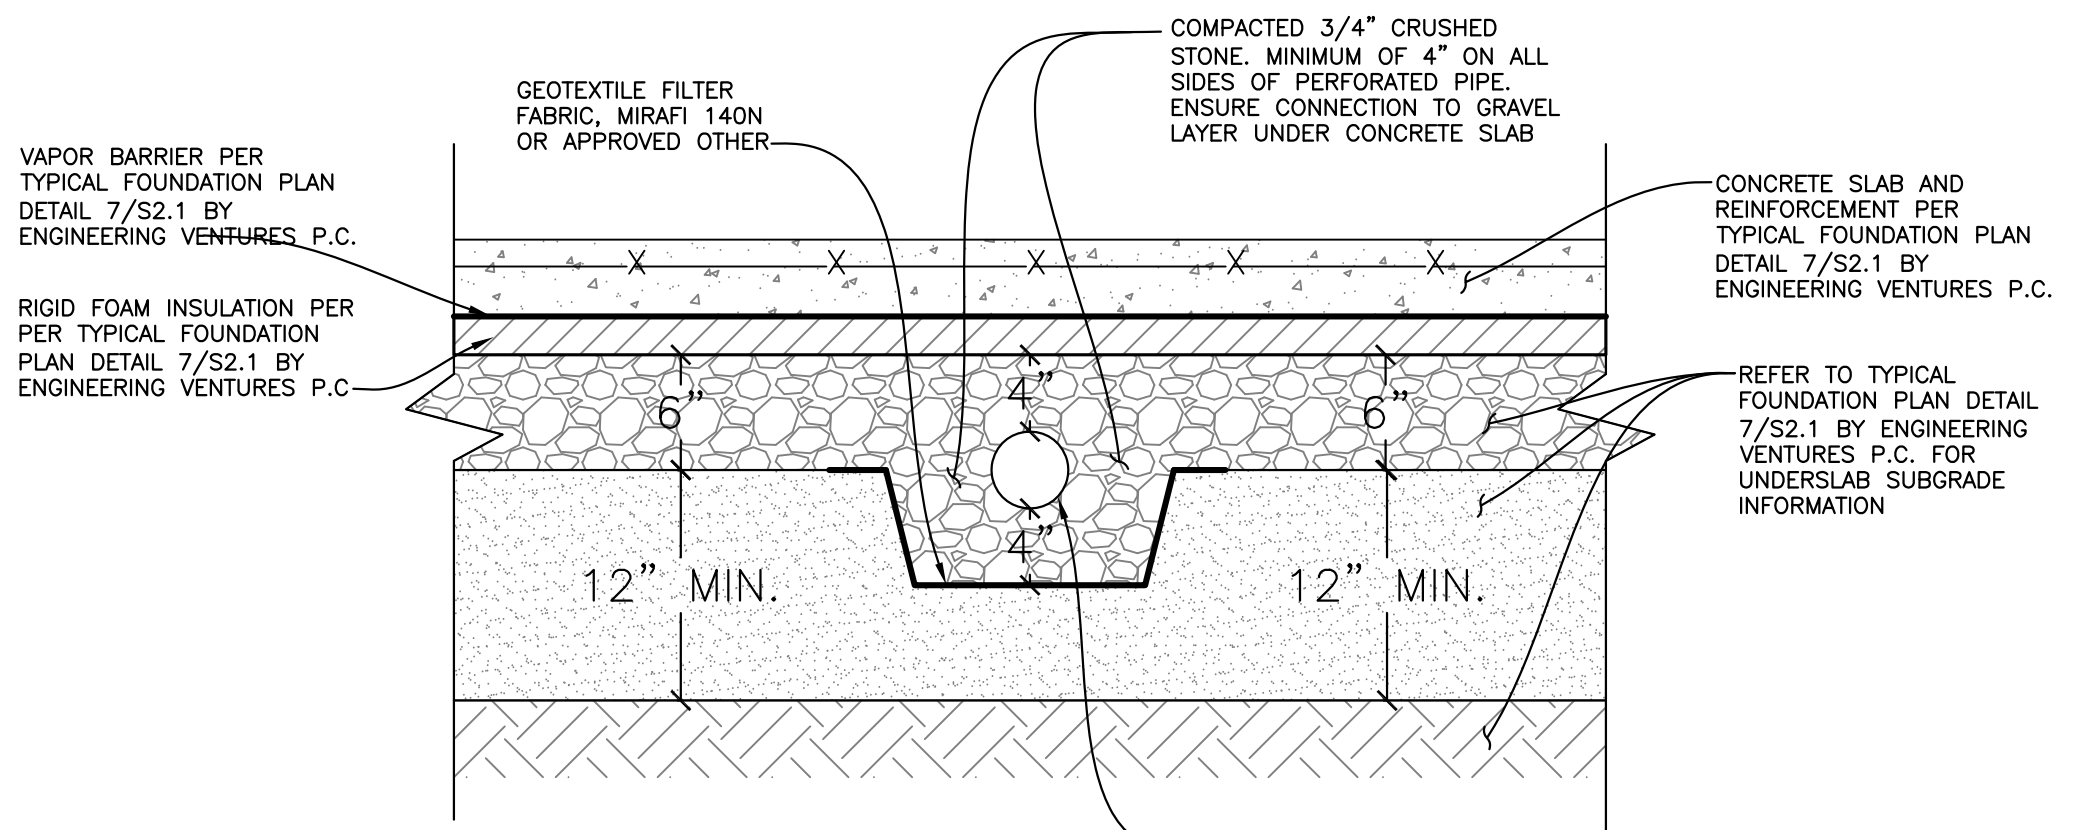 COMPACTED 3/4" CRUSHED
STONE. MINIMUM OF 4" ON ALL
SIDES OF PERFORATED PIPE.
ENSURE CONNECTION TO GRAVEL
LAYER UNDER CONCRETE SLAB
GEOTEXTILE FILTER
FABRIC, MIRAFI 140N
OR APPROVED OTHER
VAPOR BARRIER PER
TYPICAL FOUNDATION PLAN
DETAIL 7/S2.1 BY
ENGINEERING VENTURES P.C.
CONCRETE SLAB AND
REINFORCEMENT PER
TYPICAL FOUNDATION PLAN
DETAIL 7/S2.1 BY
ENGINEERING VENTURES P.C.
RIGID FOAM INSULATION PER
PER TYPICAL FOUNDATION
PLAN DETAIL 7/S2.1 BY
ENGINEERING VENTURES P.C
REFER TO TYPICAL
FOUNDATION PLAN DETAIL
7/S2.1 BY ENGINEERING
VENTURES P.C. FOR
UNDERSLAB SUBGRADE
INFORMATION
6"
4"
6"
4"
12" MIN.
12" MIN.